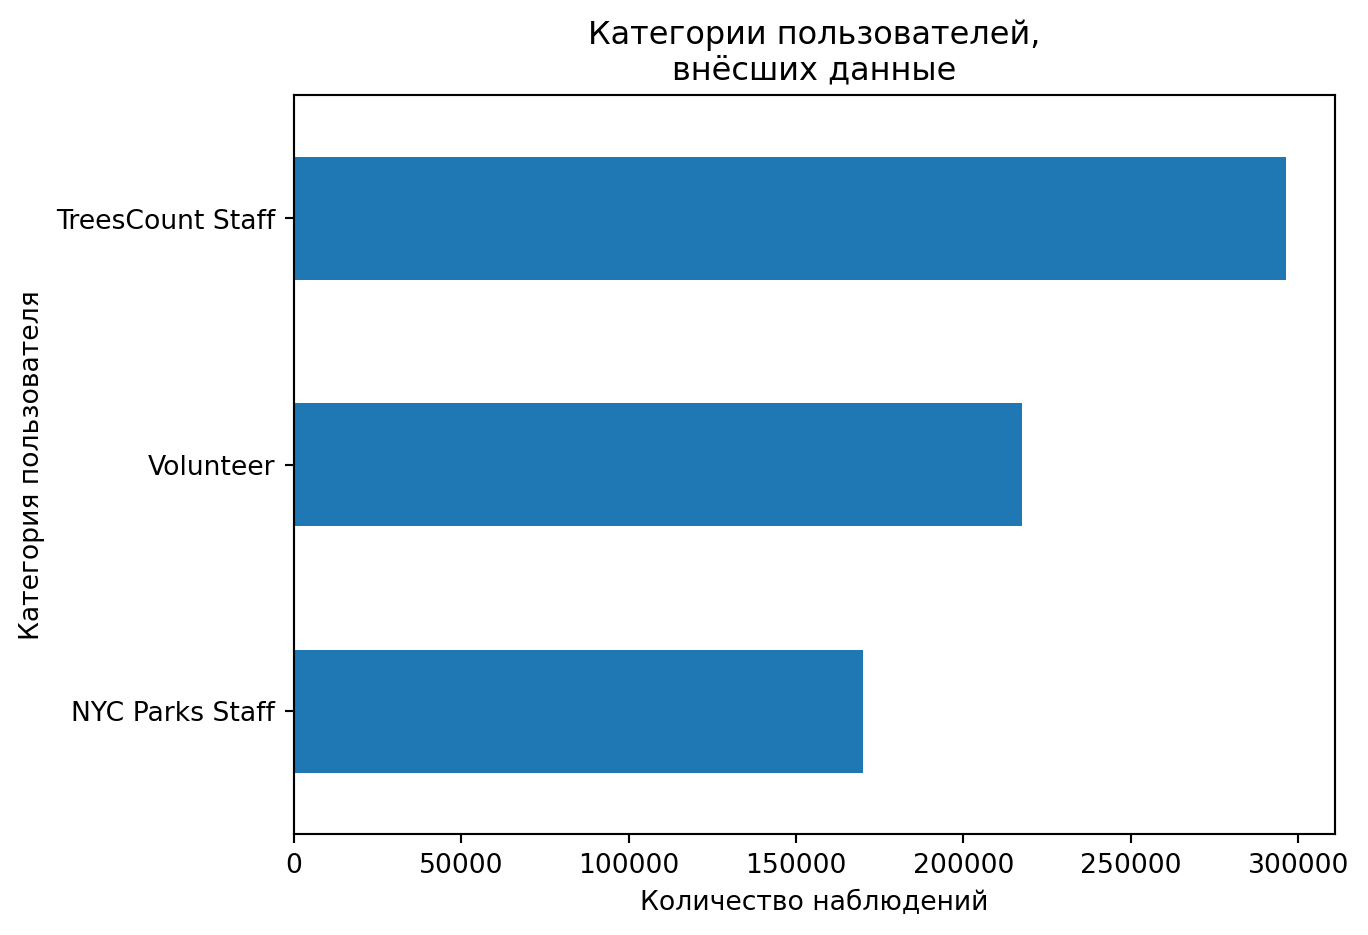 Категории пользователей,
внёсших данные
Категория пользователя
TreesCount Staff
Volunteer
NYC Parks Staff
0 50000 100000 150000 200000 250000 300000
Количество наблюдений